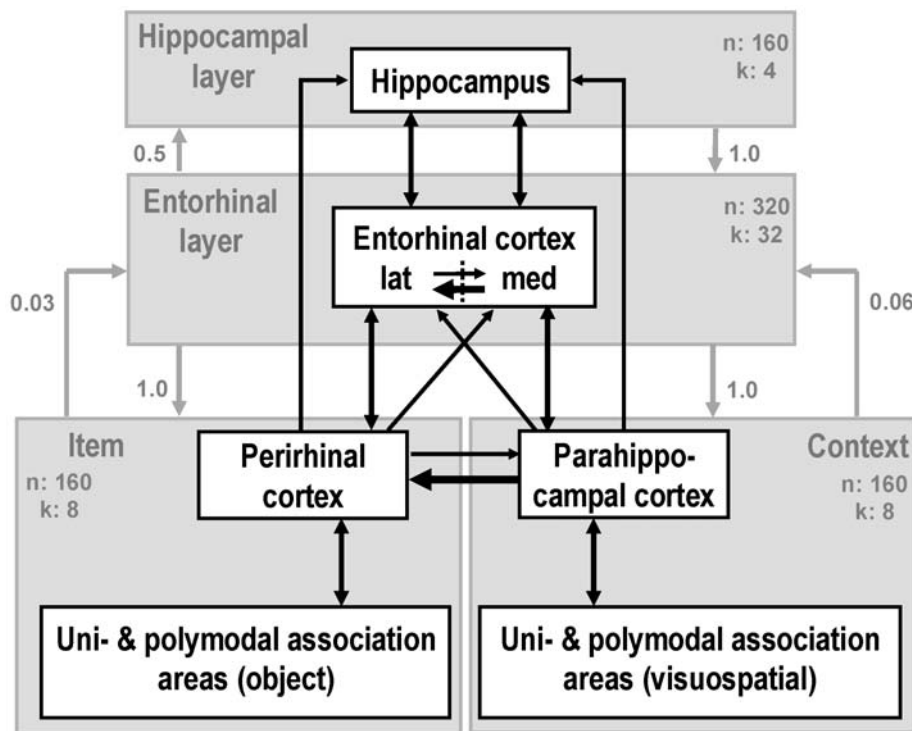 Hippocampal
layer
n: 160
k: 4
Hippocampus
0.5
1.0
Entorhinal
layer
n: 320
k: 32
Entorhinal cortex
lat med
0.03
0.06
1.0
1.0
Item
n: 160
k: 8
Perirhinal
cortex
Parahippo-
campal cortex
Context
n: 160
k: 8
Uni- & polymodal association
areas (object)
Uni- & polymodal association
areas (visuospatial)